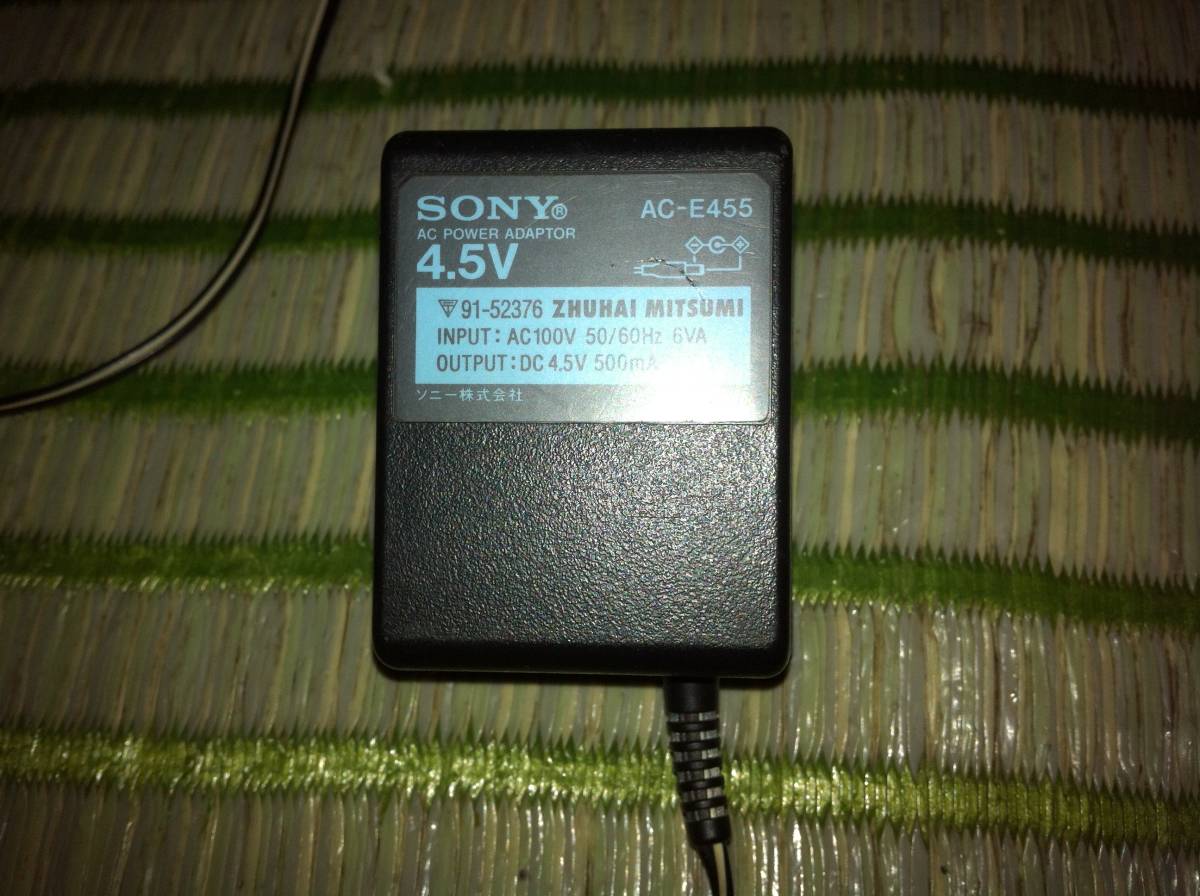 SONY® AC-E455
AC POWER ADAPTOR
4.5V
91-52376 ZHUHAI MITSUMI
INPUT: AC100V 50/60Hz 6VA
OUTPUT: DC 4.5V 500mA
ソニー株式会社